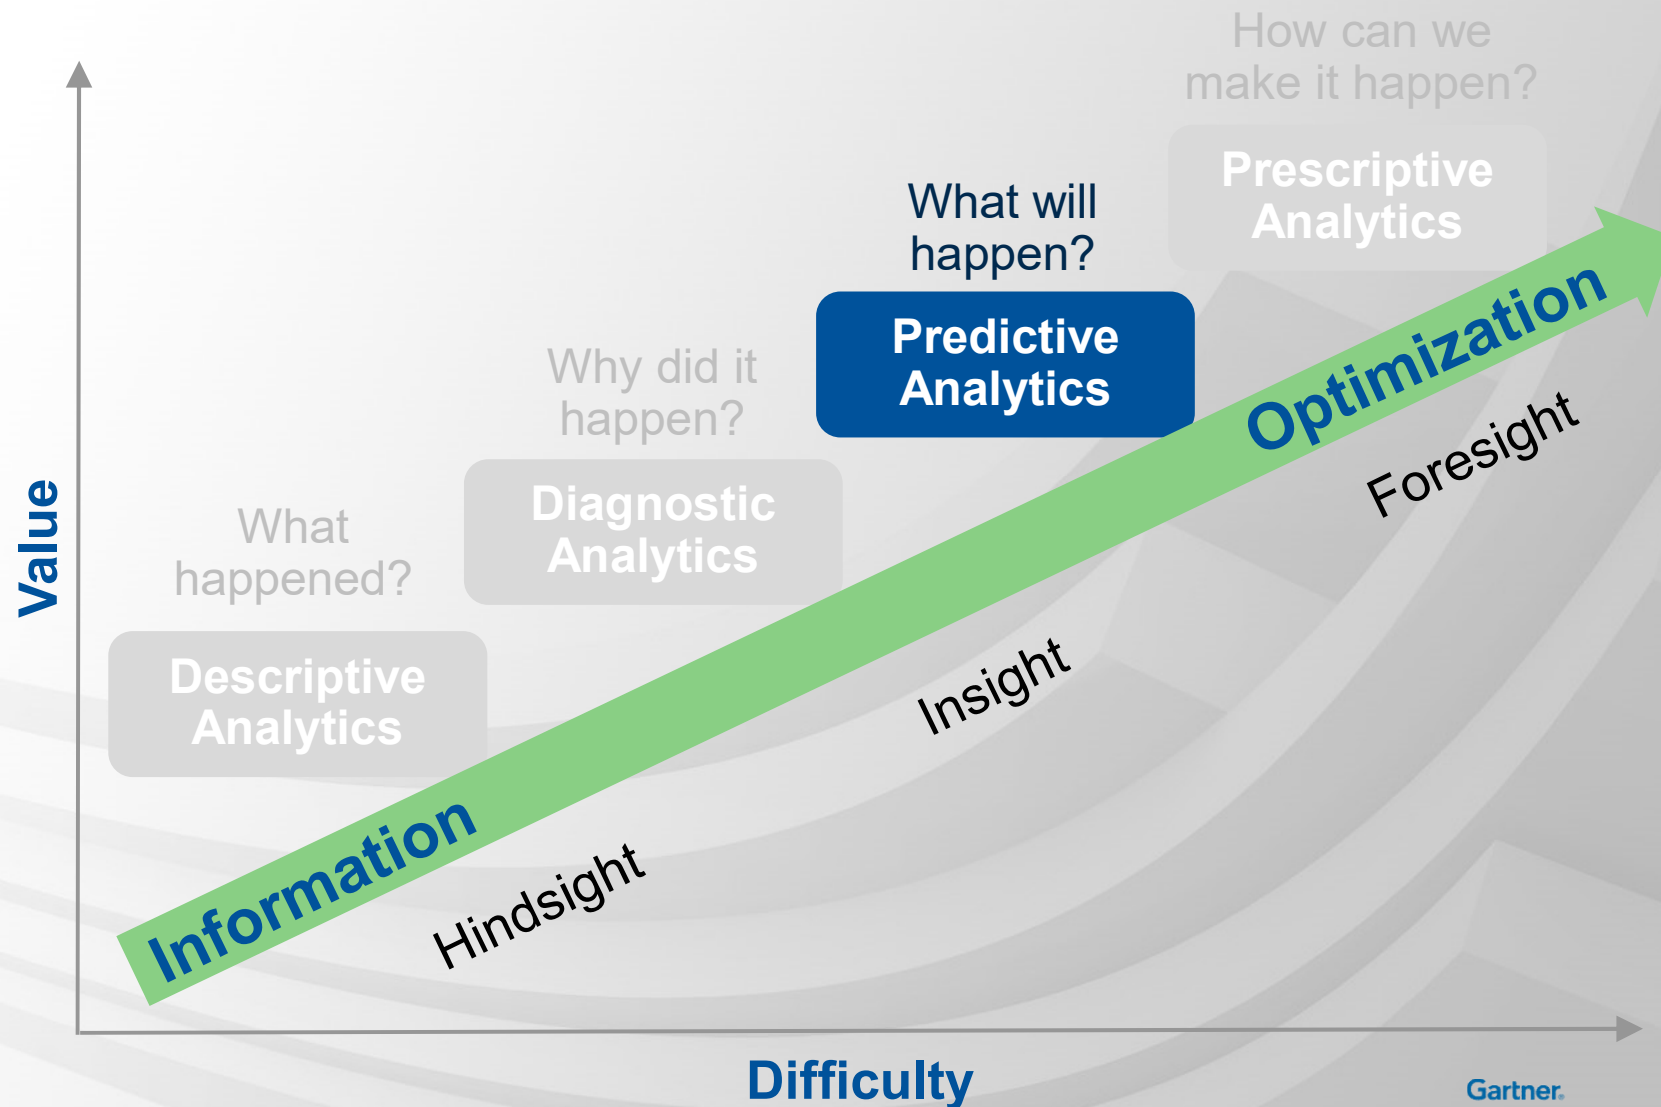 How can we
make it happen?
Prescriptive
Analytics
What will
happen?
Predictive
Analytics
Why did it
happen?
Diagnostic
Analytics
What
happened?
Descriptive
Analytics
Value
Information
Optimization
Hindsight
Insight
Foresight
Difficulty
Gartner.